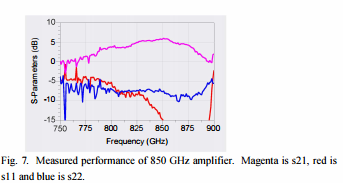 10
5
0
-5
-10
-15
S-Parameters (dB)
750 775 800 825 850 875 900
Frequency (GHz)
Fig. 7. Measured performance of 850 GHz amplifier. Magenta is s21, red is
s11 and blue is s22.